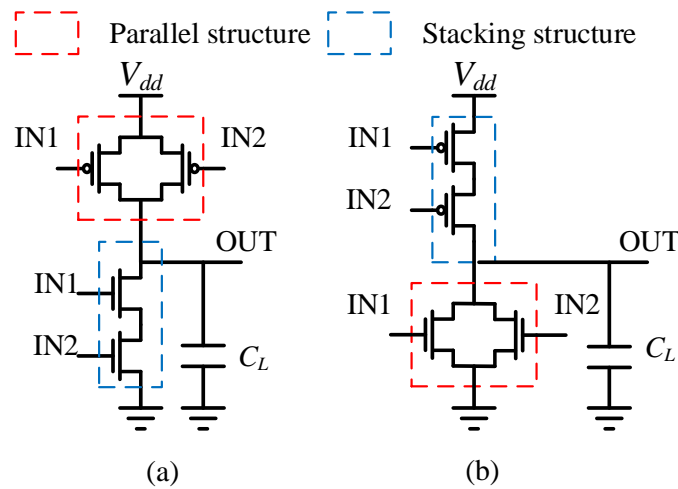 Parallel structure Stacking structure
V_dd V_dd
IN1 IN2 IN1
IN2
OUT OUT
IN1 IN1 IN2
IN2
C_L C_L
(a) (b)